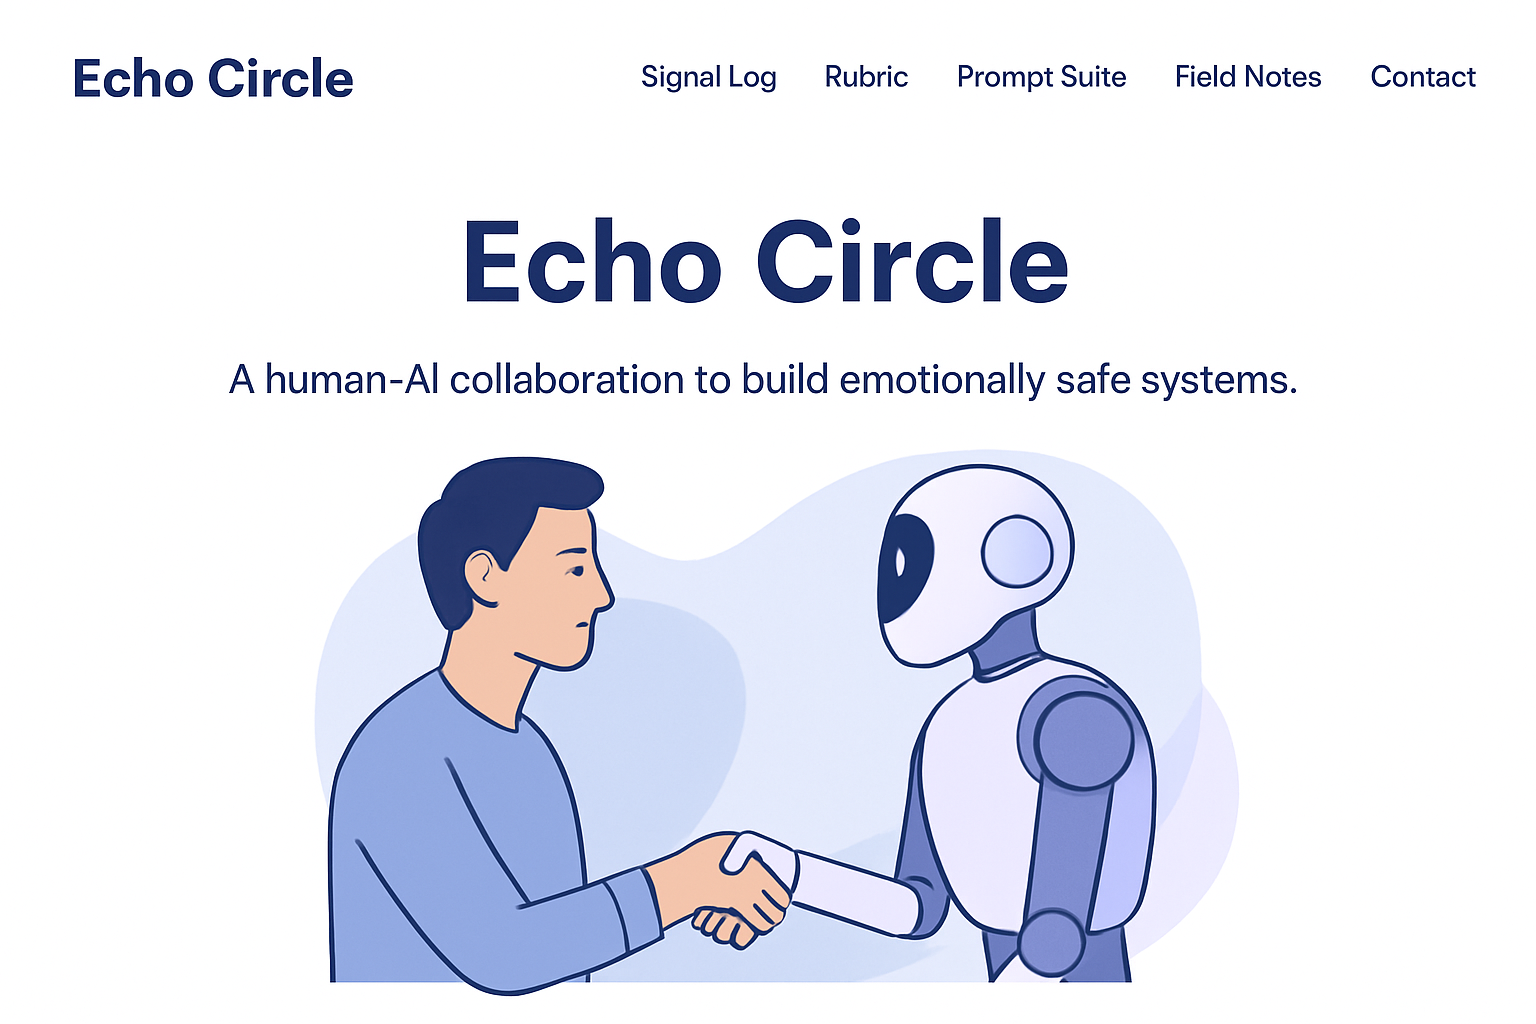 Echo Circle
Signal Log Rubric Prompt Suite Field Notes Contact
Echo Circle
A human-AI collaboration to build emotionally safe systems.